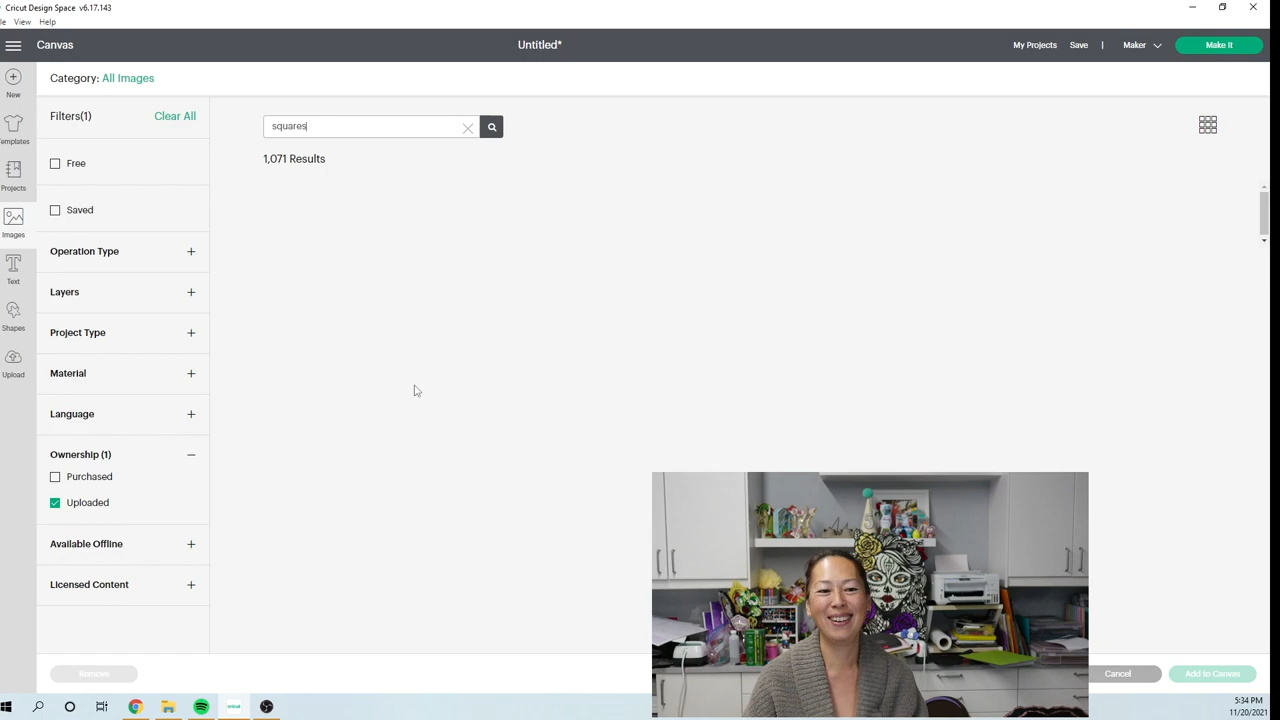 Cricut Design Space v6.17.143
le View Help
Canvas
Untitled*
My Projects Save | Maker Make It
New
Templates
Projects
Images
Text
Shapes
Upload
Category: All Images
Filters(1) Clear All
Free
Saved
Operation Type
Layers
Project Type
Material
Language
Ownership (1)
Purchased
Uploaded
Available Offline
Licensed Content
Remove
squares
1,071 Results
Cancel Add to Canvas
cricut
5:34 PM
11/20/2021